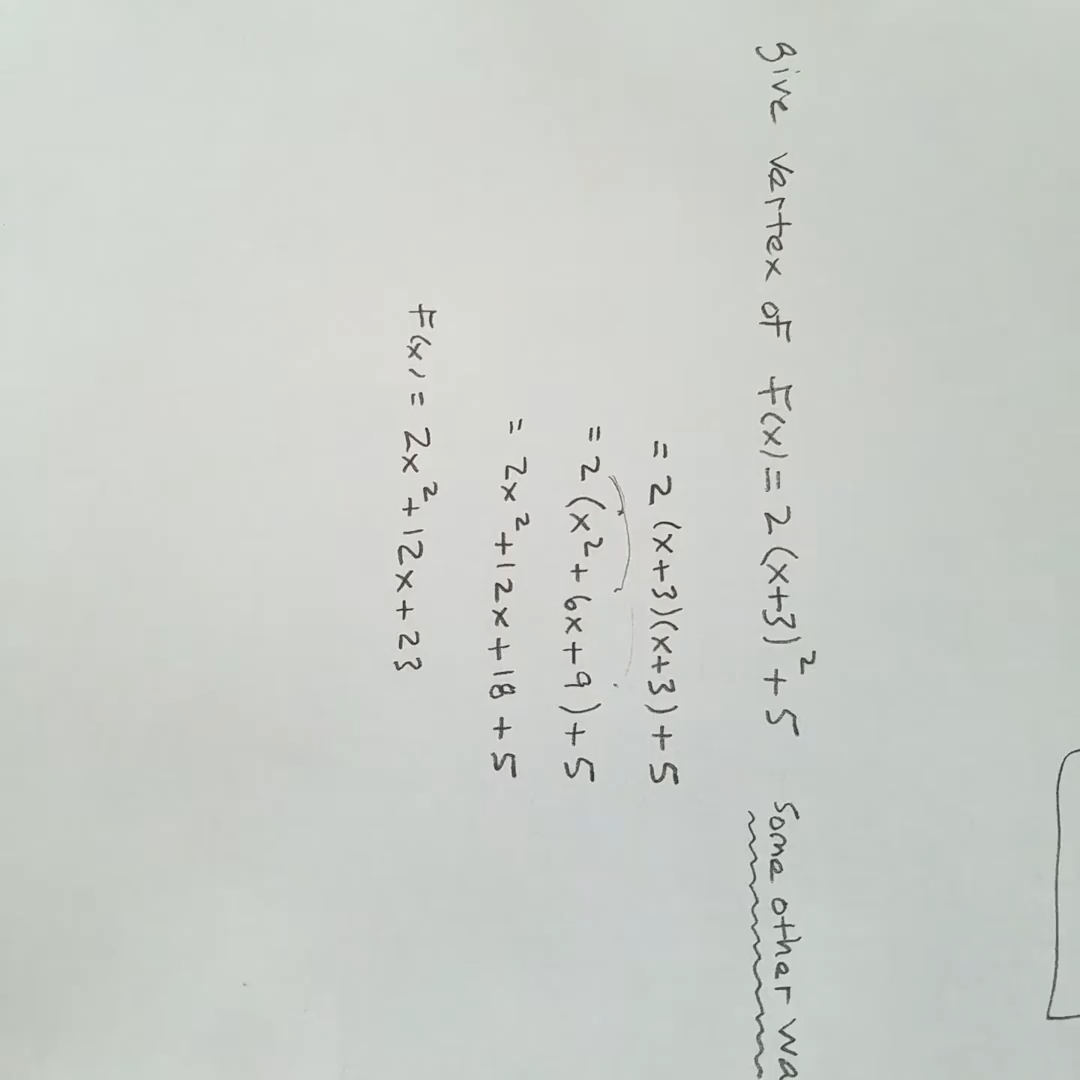 give vertex of f(x) = 2(x+3)² + 5 some other wa
= 2(x+3)(x+3)+5
= 2(x²+6x+9)+5
= 2x²+12x+18+5
F(x) = 2x²+12x+23